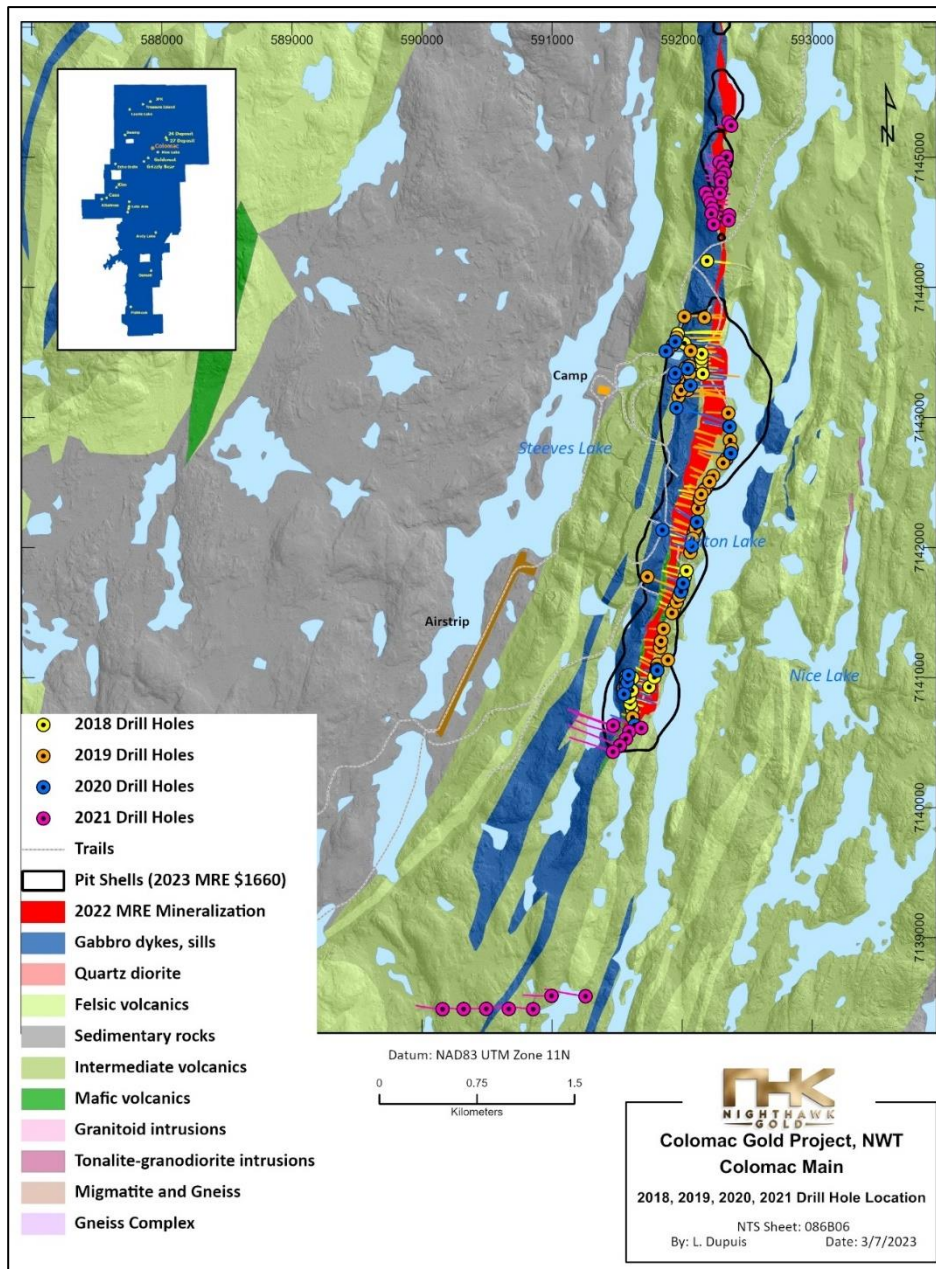 588000 589000 590000 591000 592000 593000
Colomac
7145000
7144000
7143000
7142000
7141000
7140000
7139000
Camp
Steeves Lake
Airstrip
Nice Lake
2018 Drill Holes
2019 Drill Holes
2020 Drill Holes
2021 Drill Holes
Trails
Pit Shells (2023 MRE $1660)
2022 MRE Mineralization
Gabbro dykes, sills
Quartz diorite
Felsic volcanics
Sedimentary rocks
Intermediate volcanics
Mafic volcanics
Granitoid intrusions
Tonalite-granodiorite intrusions
Migmatite and Gneiss
Gneiss Complex
Datum: NAD83 UTM Zone 11N
0 0.75 1.5
Kilometers
NHK
NIGHTHAWK
GOLD
Colomac Gold Project, NWT
Colomac Main
2018, 2019, 2020, 2021 Drill Hole Location
NTS Sheet: 086B06
By: L. Dupuis Date: 3/7/2023